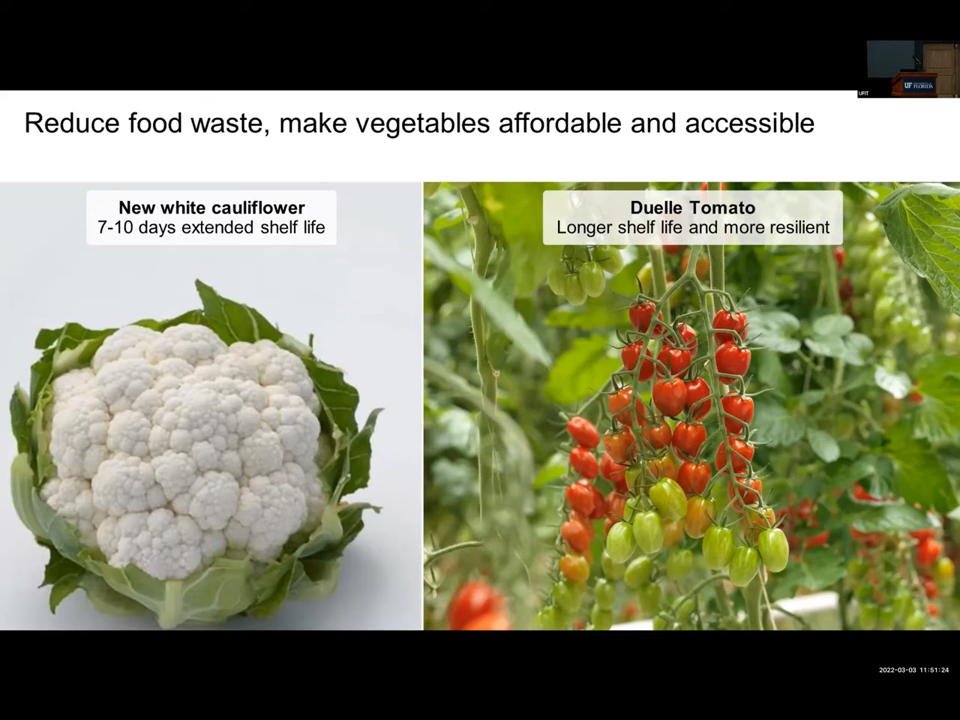 Reduce food waste, make vegetables affordable and accessible
New white cauliflower
7-10 days extended shelf life
Duelle Tomato
Longer shelf life and more resilient
UF
FLORIDA
UFIT
2022-03-03 11:51:24